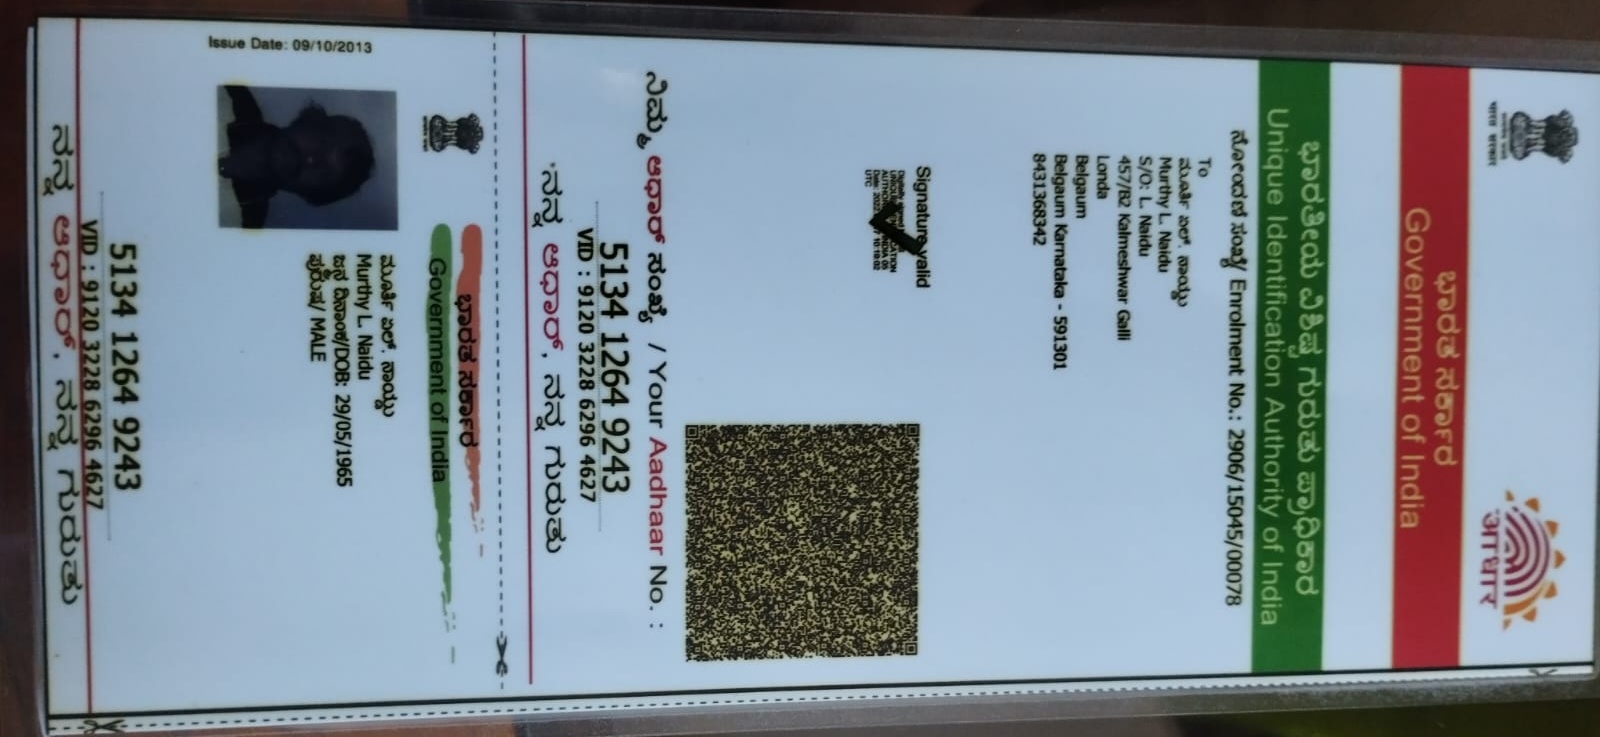 भारत सरकार
ಭಾರತ ಸರ್ಕಾರ
Government of India
आधार
ಭಾರತೀಯ ವಿಶಿಷ್ಟ ಗುರುತು ಪ್ರಾಧಿಕಾರ
Unique Identification Authority of India
ನೋಂದಣಿ ಸಂಖ್ಯೆ/ Enrolment No.: 2906/15045/00078
To
ಮೂರ್ತಿ ಎಲ್. ನಾಯ್ಡು
Murthy L. Naidu
S/O: L. Naidu
457/B2 Kalmeshwar Galli
Londa
Belgaum
Belgaum Karnataka - 591301
8431368342
Signature valid
ನಿಮ್ಮ ಆಧಾರ್ ಸಂಖ್ಯೆ / Your Aadhaar No. :
5134 1264 9243
VID : 9120 3228 6296 4627
ನನ್ನ ಆಧಾರ್, ನನ್ನ ಗುರುತು
ಭಾರತ ಸರ್ಕಾರ
Government of India
Issue Date: 09/10/2013
ಮೂರ್ತಿ ಎಲ್. ನಾಯ್ಡು
Murthy L. Naidu
ಜನ್ಮ ದಿನಾಂಕ/DOB: 29/05/1965
ಪುರುಷ/ MALE
5134 1264 9243
VID : 9120 3228 6296 4627
ನನ್ನ ಆಧಾರ್, ನನ್ನ ಗುರುತು